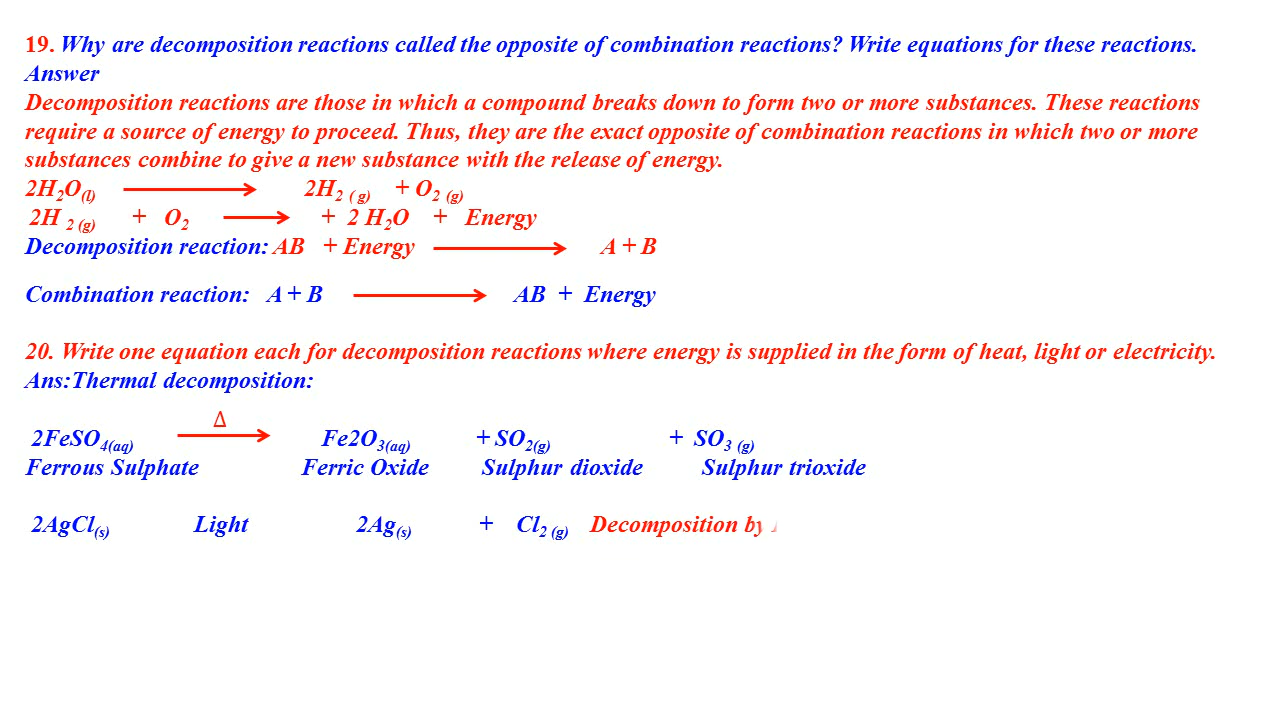 19. Why are decomposition reactions called the opposite of combination reactions? Write equations for these reactions.
Answer
Decomposition reactions are those in which a compound breaks down to form two or more substances. These reactions
require a source of energy to proceed. Thus, they are the exact opposite of combination reactions in which two or more
substances combine to give a new substance with the release of energy.
2H₂O(l) → 2H₂ (g) + O₂ (g)
2H ₂ (g) + O₂ → + 2 H₂O + Energy
Decomposition reaction: AB + Energy → A + B
Combination reaction: A + B → AB + Energy
20. Write one equation each for decomposition reactions where energy is supplied in the form of heat, light or electricity.
Ans:Thermal decomposition:
Δ
2FeSO₄(aq) → Fe2O₃(aq) + SO₂(g) + SO₃ (g)
Ferrous Sulphate Ferric Oxide Sulphur dioxide Sulphur trioxide
2AgCl(s) Light 2Ag(s) + Cl₂ (g) Decomposition by